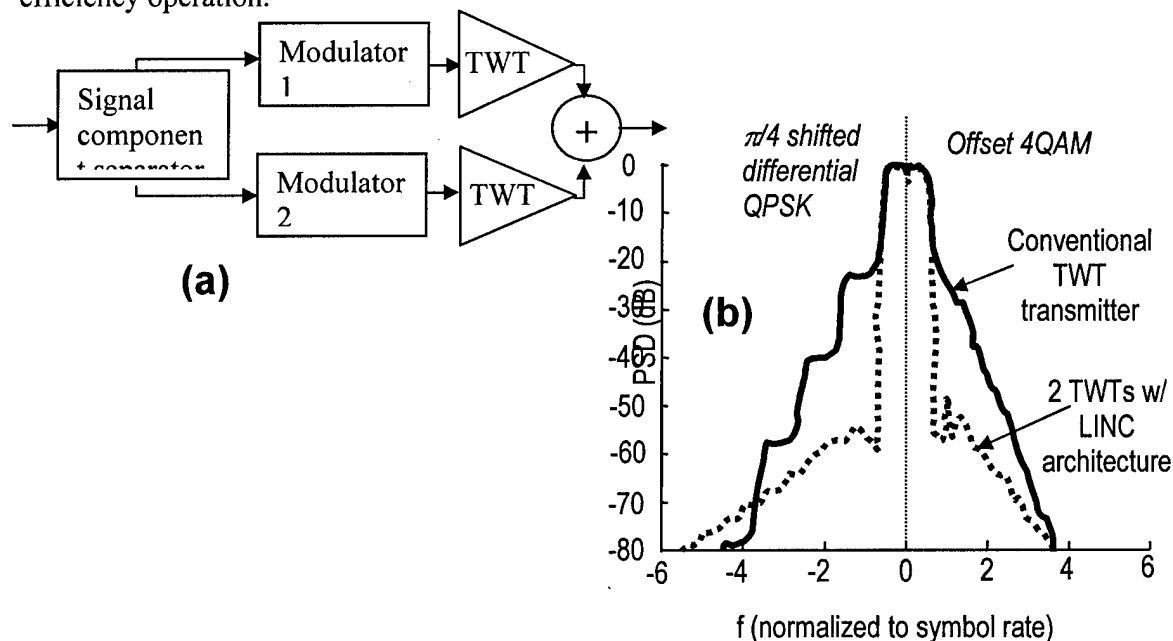 efficiency operation.
Signal
componen
t separator
Modulator
1
TWT
Modulator
2
TWT
+
(a)
π/4 shifted
differential
QPSK
Offset 4QAM
Conventional
TWT
transmitter
(b)
2 TWTs w/
LINC
architecture
PSD (dB)
0
-10
-20
-30
-40
-50
-60
-70
-80
-6
-4
-2
0
2
4
6
f (normalized to symbol rate)